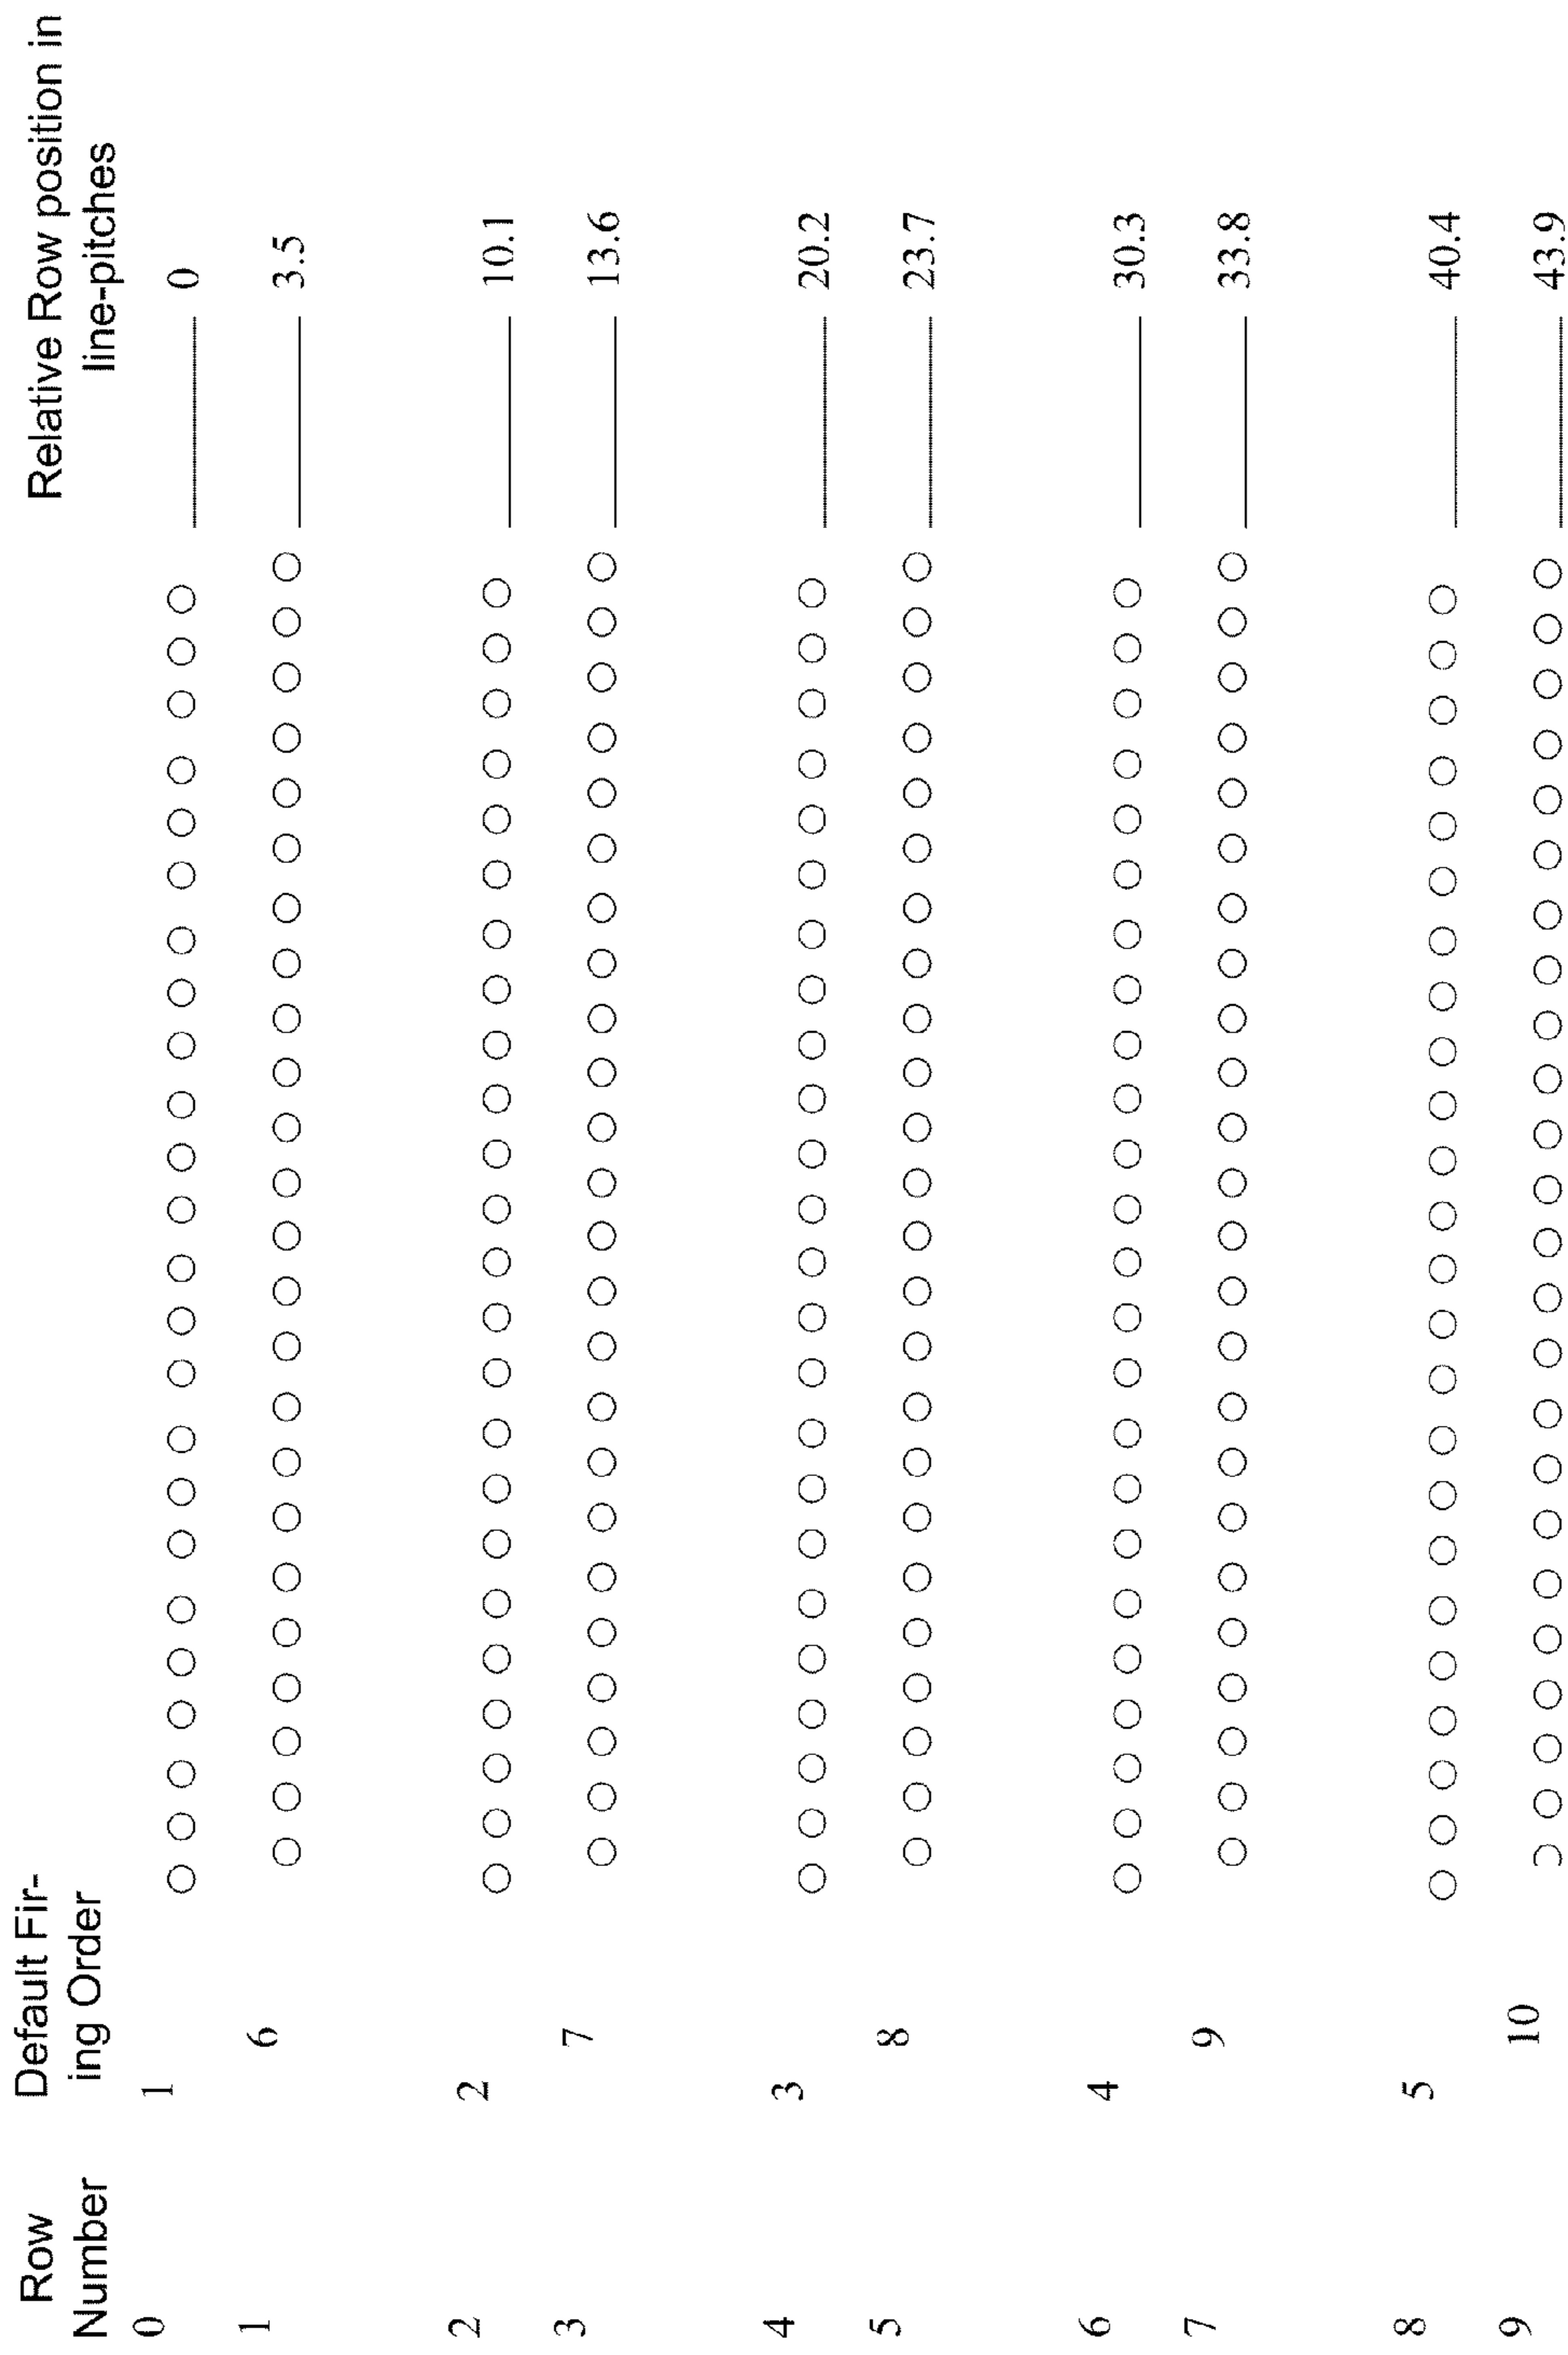 Row
Number
Default Fir-
ing Order
Relative Row position in
line-pitches
0 1 0
1 6 3.5
2 2 10.1
3 7 13.6
4 3 20.2
5 8 23.7
6 4 30.3
7 9 33.8
8 5 40.4
9 10 43.9